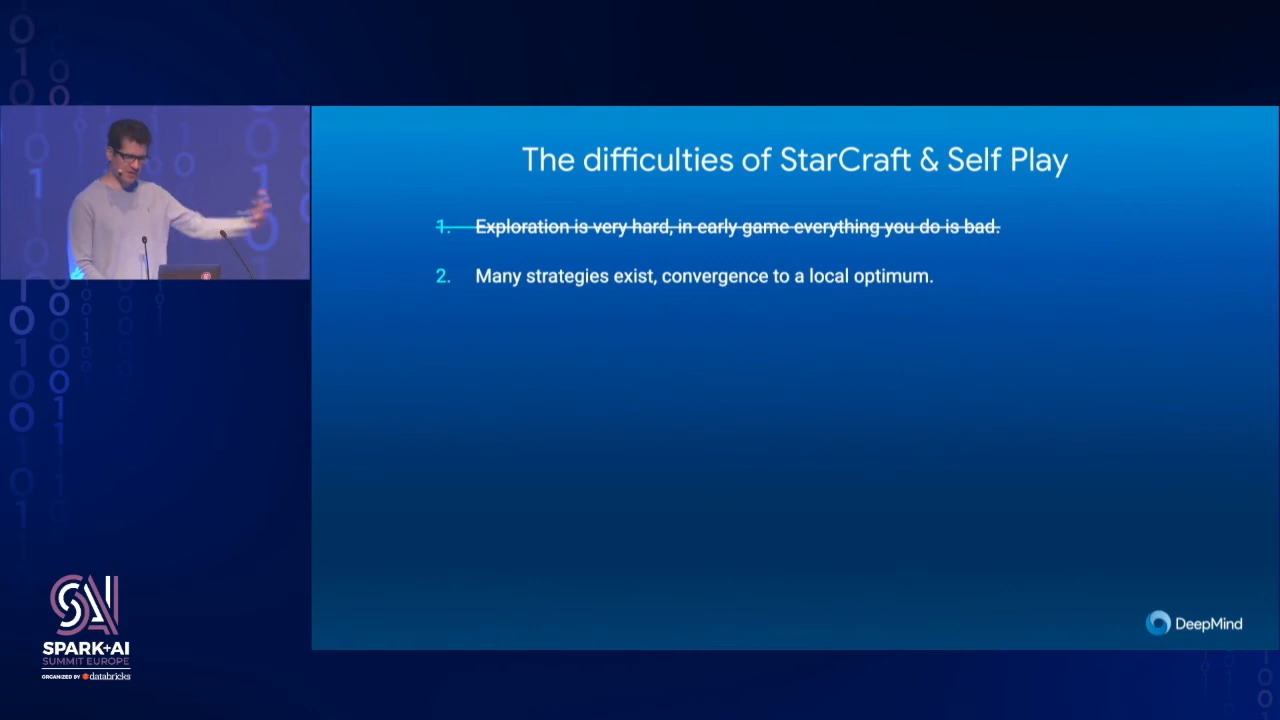 The difficulties of StarCraft & Self Play
1. Exploration is very hard, in early game everything you do is bad.
2. Many strategies exist, convergence to a local optimum.
DeepMind
SAI
SPARK+AI
SUMMIT EUROPE
ORGANIZED BY databricks